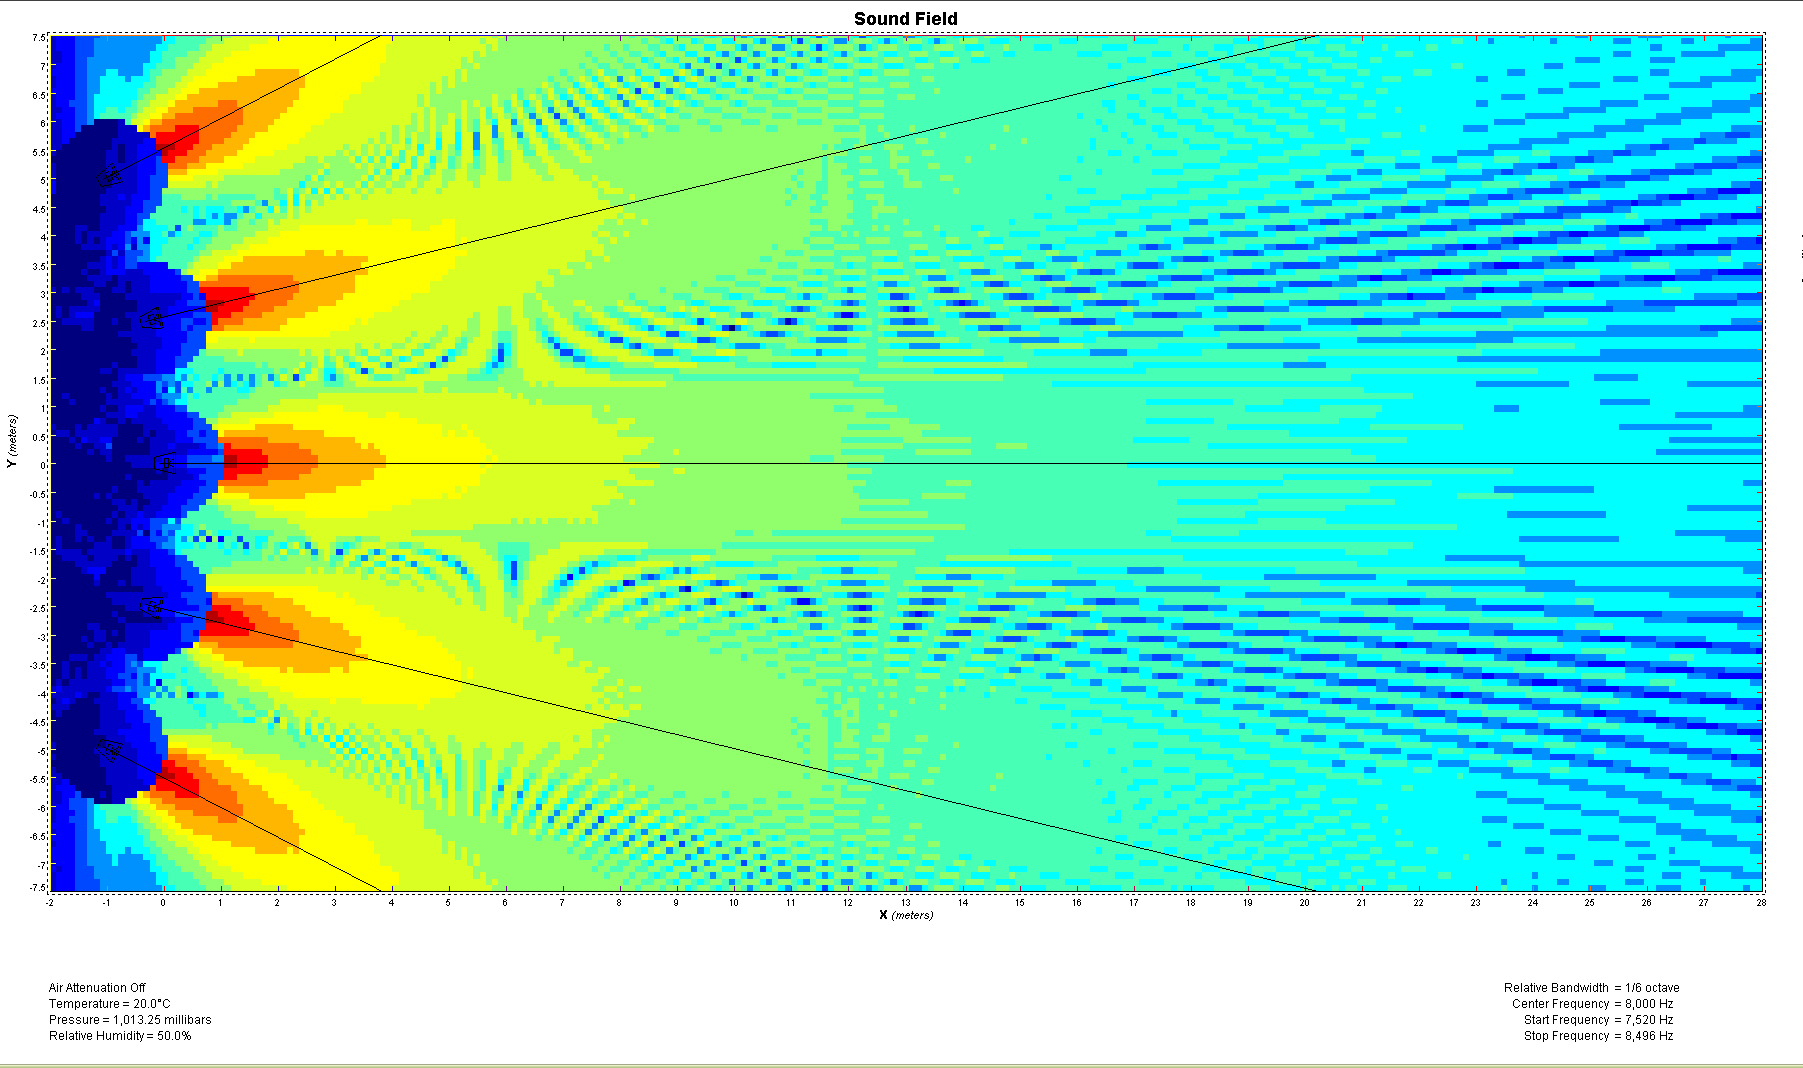 Sound Field
7.5
7
6.5
6
5.5
5
4.5
4
3.5
3
2.5
2
1.5
1
0.5
0
-0.5
-1
-1.5
-2
-2.5
-3
-3.5
-4
-4.5
-5
-5.5
-6
-6.5
-7
-7.5
Y (meters)
-2 -1 0 1 2 3 4 5 6 7 8 9 10 11 12 13 14 15 16 17 18 19 20 21 22 23 24 25 26 27 28
X (meters)
Air Attenuation Off
Temperature = 20.0°C
Pressure = 1,013.25 millibars
Relative Humidity = 50.0%
Relative Bandwidth = 1/6 octave
Center Frequency = 8,000 Hz
Start Frequency = 7,520 Hz
Stop Frequency = 8,496 Hz